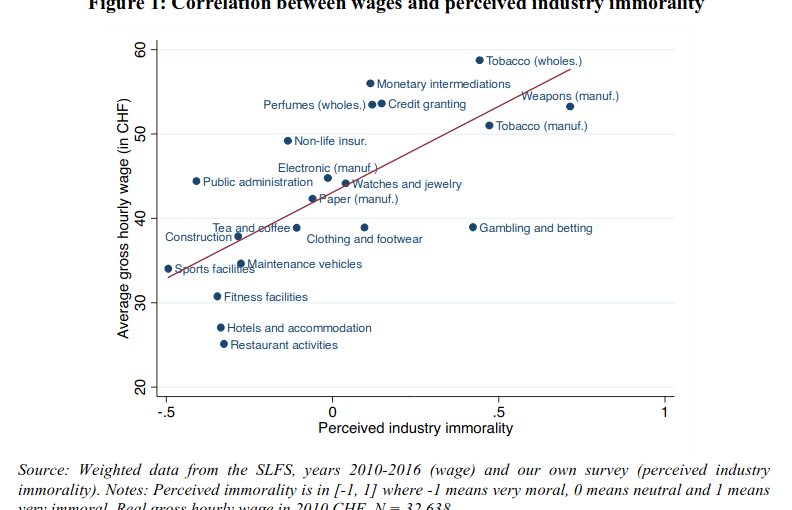 Figure 1: Correlation between wages and perceived industry immorality
60
Tobacco (wholes.)
Monetary intermediations
Weapons (manuf.)
Perfumes (wholes.)
Credit granting
Tobacco (manuf.)
50
Non-life insur.
Electronic (manuf.)
Public administration
Watches and jewelry
Paper (manuf.)
40
Tea and coffee
Gambling and betting
Construction
Clothing and footwear
Maintenance vehicles
Sports facilities
30
Fitness facilities
Hotels and accommodation
Restaurant activities
20
Average gross hourly wage (in CHF)
-.5 0 .5 1
Perceived industry immorality
Source: Weighted data from the SLFS, years 2010-2016 (wage) and our own survey (perceived industry
immorality). Notes: Perceived immorality is in [-1, 1] where -1 means very moral, 0 means neutral and 1 means
very immoral. Real gross hourly wage in 2010 CHF. N = 32,638